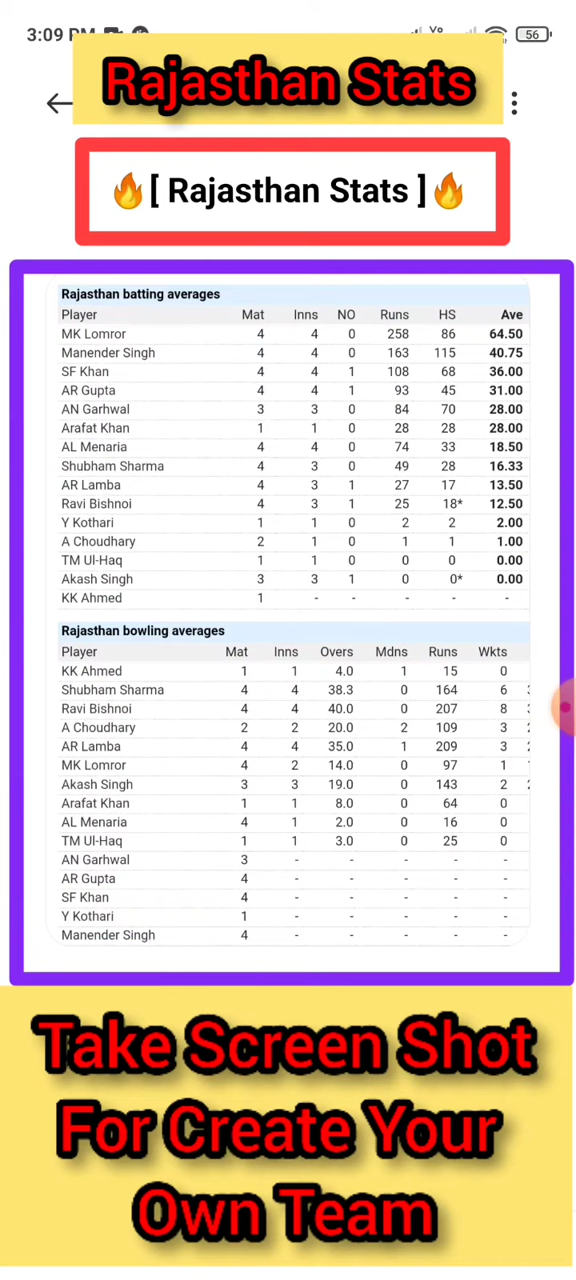 3:09 PM 56
Rajasthan Stats
🔥[ Rajasthan Stats ]🔥
Rajasthan batting averages
Player Mat Inns NO Runs HS Ave
MK Lomror 4 4 0 258 86 64.50
Manender Singh 4 4 0 163 115 40.75
SF Khan 4 4 1 108 68 36.00
AR Gupta 4 4 1 93 45 31.00
AN Garhwal 3 3 0 84 70 28.00
Arafat Khan 1 1 0 28 28 28.00
AL Menaria 4 4 0 74 33 18.50
Shubham Sharma 4 3 0 49 28 16.33
AR Lamba 4 3 1 27 17 13.50
Ravi Bishnoi 4 3 1 25 18* 12.50
Y Kothari 1 1 0 2 2 2.00
A Choudhary 2 1 0 1 1 1.00
TM Ul-Haq 1 1 0 0 0 0.00
Akash Singh 3 3 1 0 0* 0.00
KK Ahmed 1 - - - - -
Rajasthan bowling averages
Player Mat Inns Overs Mdns Runs Wkts
KK Ahmed 1 1 4.0 1 15 0
Shubham Sharma 4 4 38.3 0 164 6
Ravi Bishnoi 4 4 40.0 0 207 8
A Choudhary 2 2 20.0 2 109 3
AR Lamba 4 4 35.0 1 209 3
MK Lomror 4 2 14.0 0 97 1
Akash Singh 3 3 19.0 0 143 2
Arafat Khan 1 1 8.0 0 64 0
AL Menaria 4 1 2.0 0 16 0
TM Ul-Haq 1 1 3.0 0 25 0
AN Garhwal 3 - - - - -
AR Gupta 4 - - - - -
SF Khan 4 - - - - -
Y Kothari 1 - - - - -
Manender Singh 4 - - - - -
Take Screen Shot
For Create Your
Own Team